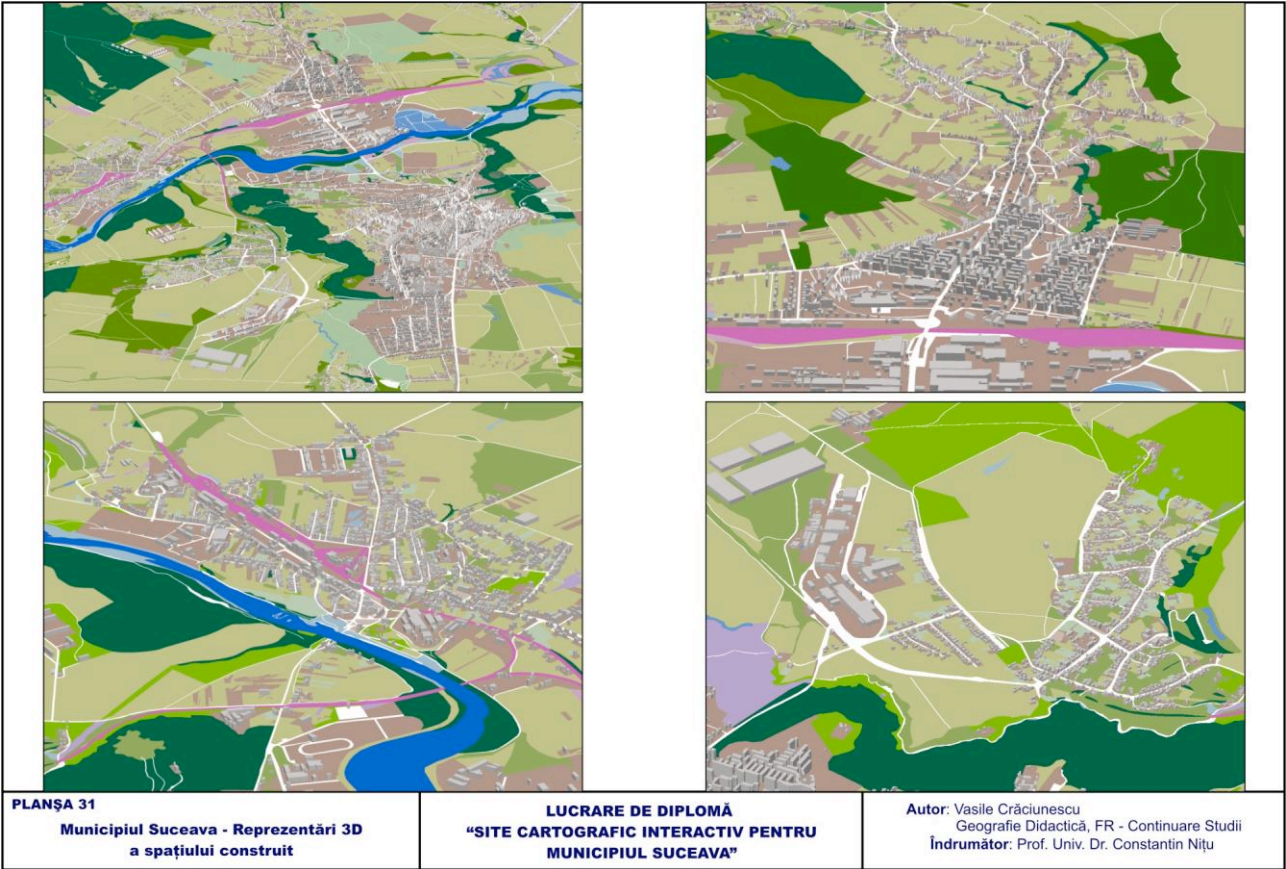 PLANŞA 31
Municipiul Suceava - Reprezentări 3D
a spaţiului construit
LUCRARE DE DIPLOMĂ
“SITE CARTOGRAFIC INTERACTIV PENTRU
MUNICIPIUL SUCEAVA”
Autor: Vasile Crăciunescu
Geografie Didactică, FR - Continuare Studii
Îndrumător: Prof. Univ. Dr. Constantin Niţu